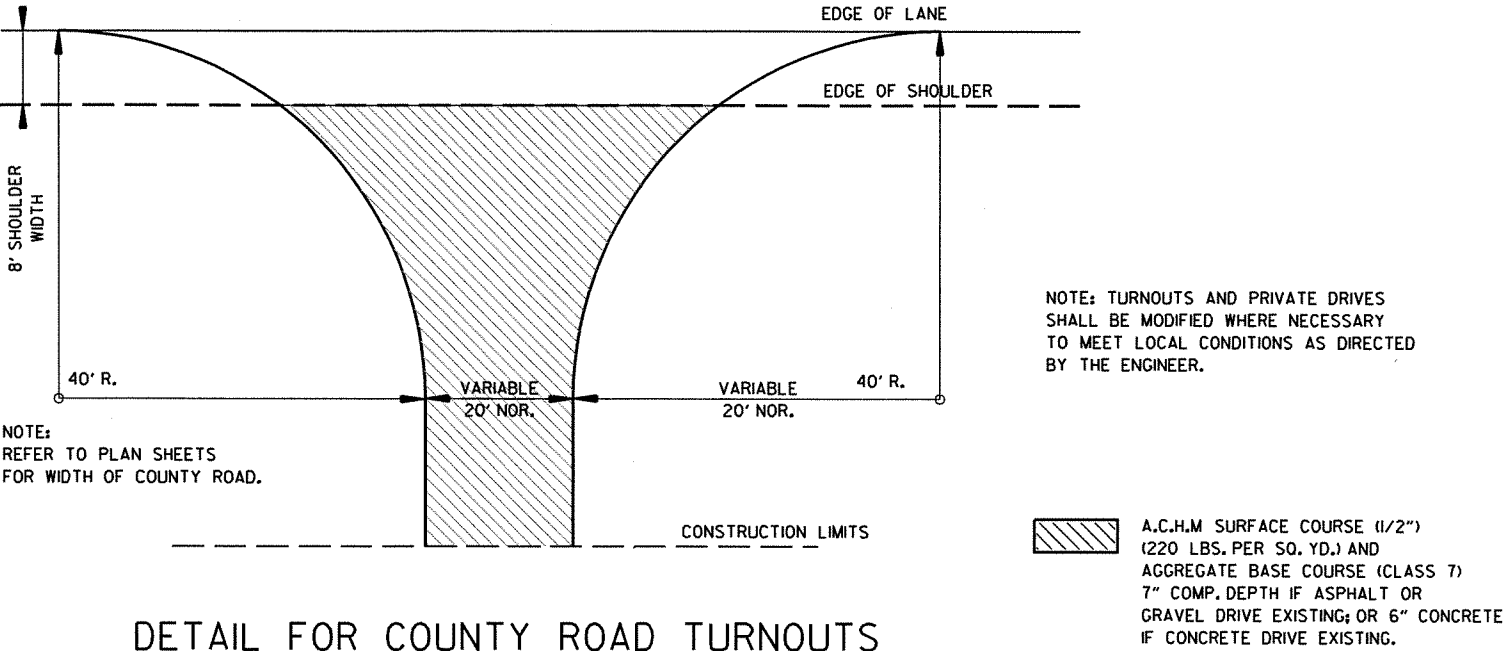 EDGE OF LANE
EDGE OF SHOULDER
8' SHOULDER
WIDTH
40' R.
VARIABLE
20' NOR.
VARIABLE
20' NOR.
40' R.
NOTE: TURNOUTS AND PRIVATE DRIVES
SHALL BE MODIFIED WHERE NECESSARY
TO MEET LOCAL CONDITIONS AS DIRECTED
BY THE ENGINEER.
NOTE:
REFER TO PLAN SHEETS
FOR WIDTH OF COUNTY ROAD.
CONSTRUCTION LIMITS
A.C.H.M SURFACE COURSE (1/2")
(220 LBS. PER SQ. YD.) AND
AGGREGATE BASE COURSE (CLASS 7)
7" COMP. DEPTH IF ASPHALT OR
GRAVEL DRIVE EXISTING; OR 6" CONCRETE
IF CONCRETE DRIVE EXISTING.
DETAIL FOR COUNTY ROAD TURNOUTS